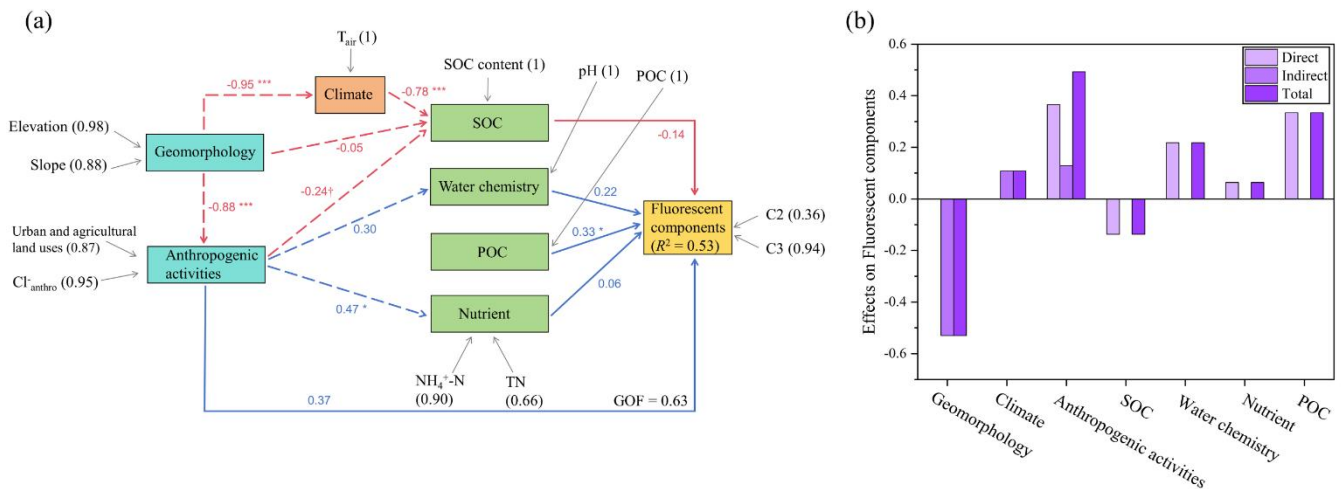 (a)
T_air (1)
SOC content (1)
pH (1)
POC (1)
-0.95 ***
Climate
-0.78 ***
SOC
-0.14
Elevation (0.98)
Geomorphology
-0.05
Slope (0.88)
-0.88 ***
-0.24†
Water chemistry
0.22
Fluorescent
components
(R² = 0.53)
C2 (0.36)
C3 (0.94)
Urban and agricultural
land uses (0.87)
0.30
0.33 *
Anthropogenic
activities
POC
Cl⁻_anthro (0.95)
0.06
0.47 *
Nutrient
NH₄⁺-N
(0.90)
TN
(0.66)
0.37
GOF = 0.63
(b)
Effects on Fluorescent components
0.6
0.4
0.2
0.0
-0.2
-0.4
-0.6
Direct
Indirect
Total
Geomorphology
Climate
Anthropogenic activities
SOC
Water chemistry
Nutrient
POC